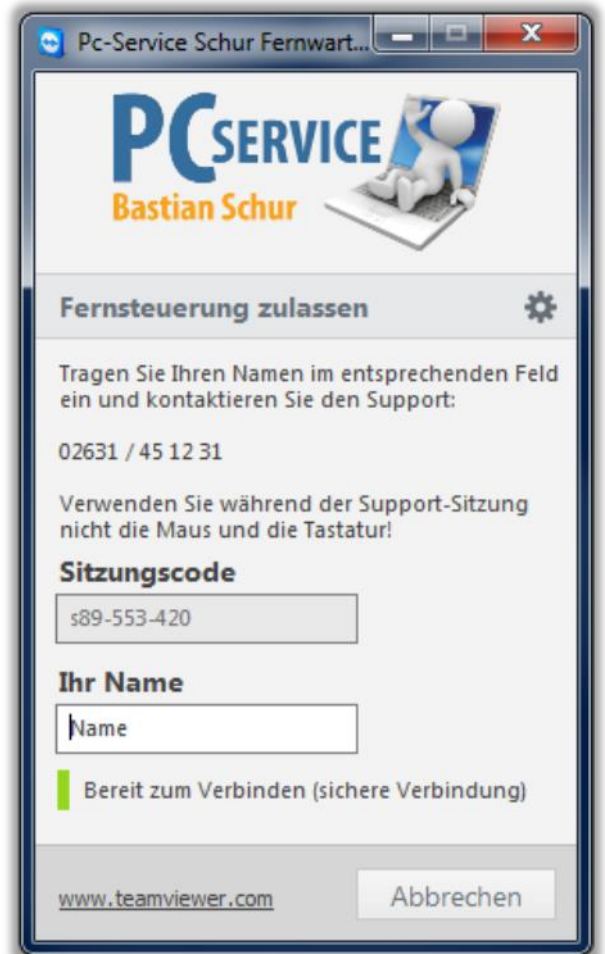 Pc-Service Schur Fernwart...
PC SERVICE
Bastian Schur
Fernsteuerung zulassen
Tragen Sie Ihren Namen im entsprechenden Feld
ein und kontaktieren Sie den Support:
02631 / 45 12 31
Verwenden Sie während der Support-Sitzung
nicht die Maus und die Tastatur!
Sitzungscode
s89-553-420
Ihr Name
Name
Bereit zum Verbinden (sichere Verbindung)
www.teamviewer.com
Abbrechen